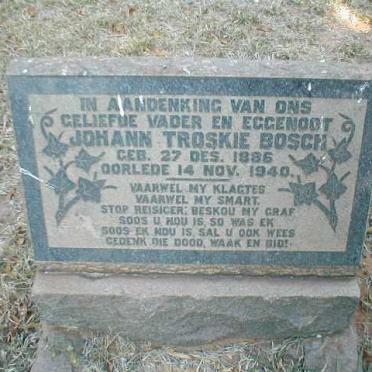 IN AANDENKING VAN ONS
GELIEFDE VADER EN EGGENOOT
JOHANN TROSKIE BOSCH
GEB. 27 DES. 1886
OORLEDE 14 NOV. 1940.
VAARWEL MY KLAGTES
VAARWEL MY SMART.
STOP REISIGER, BESKOU MY GRAF
SOOS U NOU IS, SO WAS EK
SOOS EK NOU IS, SAL U OOK WEES
GEDENK DIE DOOD, WAAK EN BID!